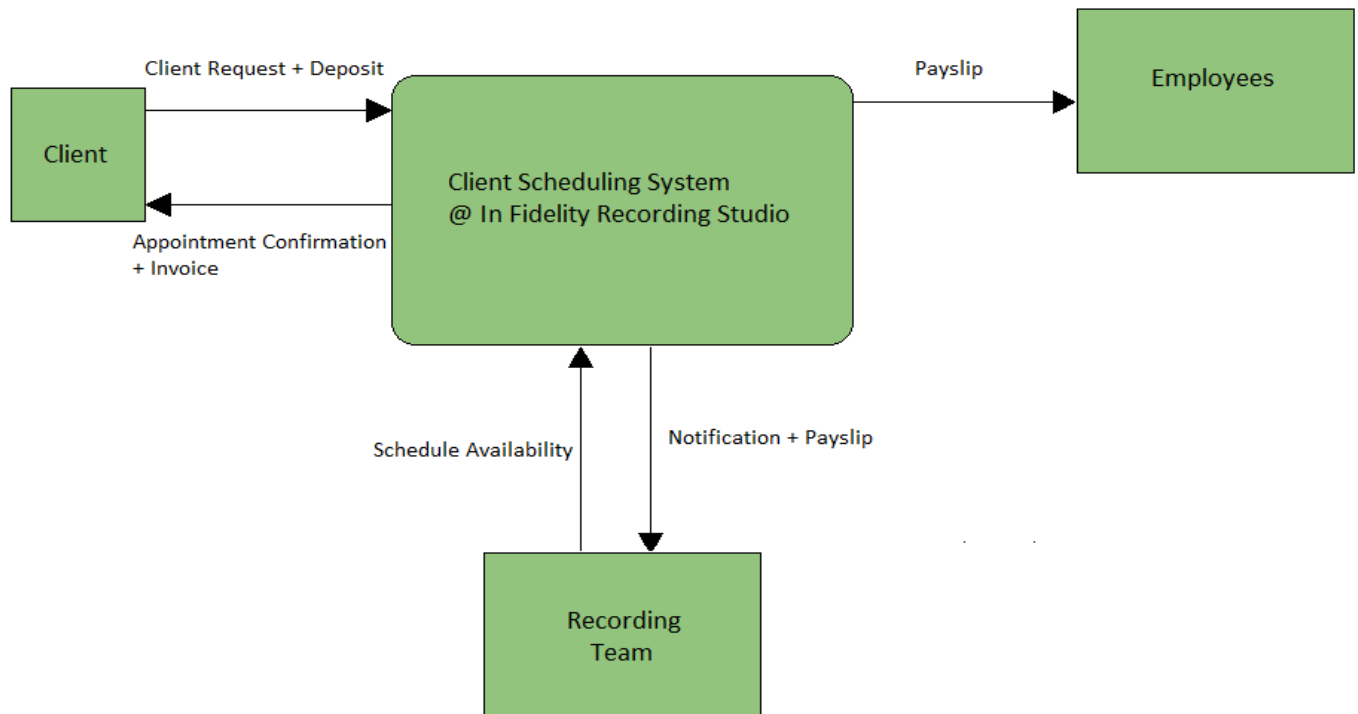 Client Request + Deposit
Payslip
Employees
Client
Client Scheduling System
@ In Fidelity Recording Studio
Appointment Confirmation
+ Invoice
Schedule Availability
Notification + Payslip
Recording
Team